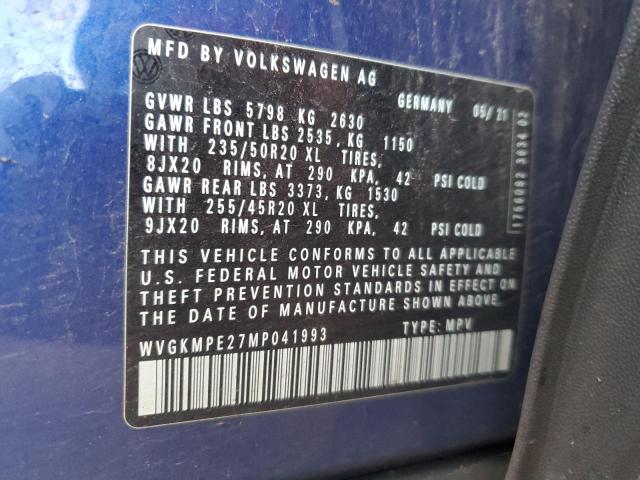 MFD BY VOLKSWAGEN AG
GERMANY 05/21
GVWR LBS 5798 KG 2630
GAWR FRONT LBS 2535, KG 1150
WITH 235/50R20 XL TIRES,
8JX20 RIMS, AT 290 KPA, 42 PSI COLD
GAWR REAR LBS 3373, KG 1530
WITH 255/45R20 XL TIRES,
9JX20 RIMS, AT 290 KPA, 42 PSI COLD
THIS VEHICLE CONFORMS TO ALL APPLICABLE
U.S. FEDERAL MOTOR VEHICLE SAFETY AND
THEFT PREVENTION STANDARDS IN EFFECT ON
THE DATE OF MANUFACTURE SHOWN ABOVE.
WVGKMPE27MP041993 TYPE: MPV